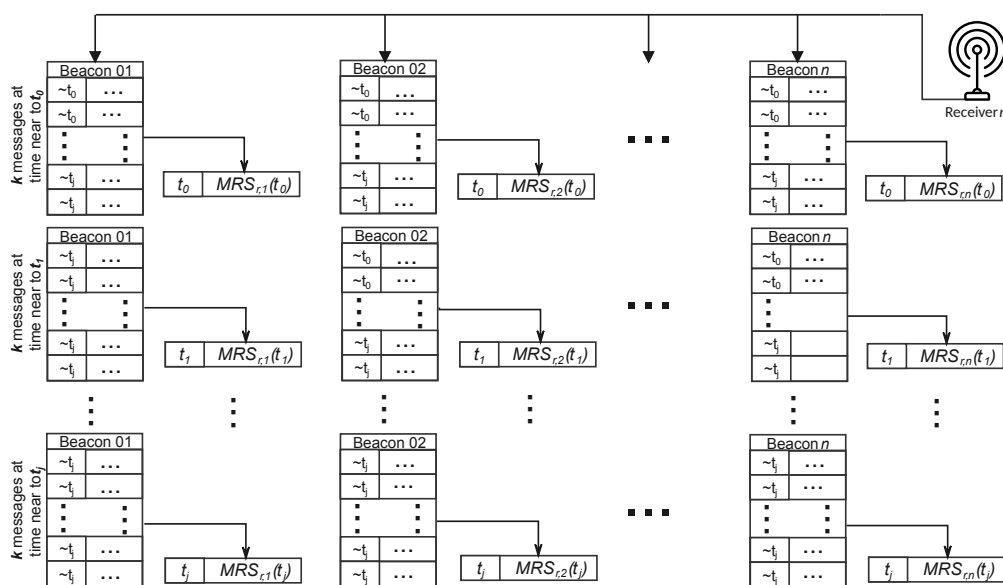 Receiver r
k messages at
time near to t0
Beacon 01
~t0 ...
~t0 ...
~tj ...
~tj ...
t0 MRSr,1(t0)
Beacon 02
~t0 ...
~t0 ...
~tj ...
~tj ...
t0 MRSr,2(t0)
Beacon n
~t0 ...
~t0 ...
~tj ...
~tj ...
t0 MRSr,n(t0)
k messages at
time near to t1
Beacon 01
~tj ...
~tj ...
~tj ...
~tj ...
t1 MRSr,1(t1)
Beacon 02
~t0 ...
~t0 ...
~tj ...
~tj ...
t1 MRSr,2(t1)
Beacon n
~t0 ...
~t0 ...
~tj
~tj
t1 MRSr,n(t1)
k messages at
time near to tj
Beacon 01
~tj ...
~tj ...
~tj ...
~tj ...
tj MRSr,1(tj)
Beacon 02
~tj ...
~tj ...
~tj ...
~tj ...
tj MRSr,2(tj)
Beacon n
~tj ...
~tj ...
~tj ...
~tj ...
tj MRSr,n(tj)